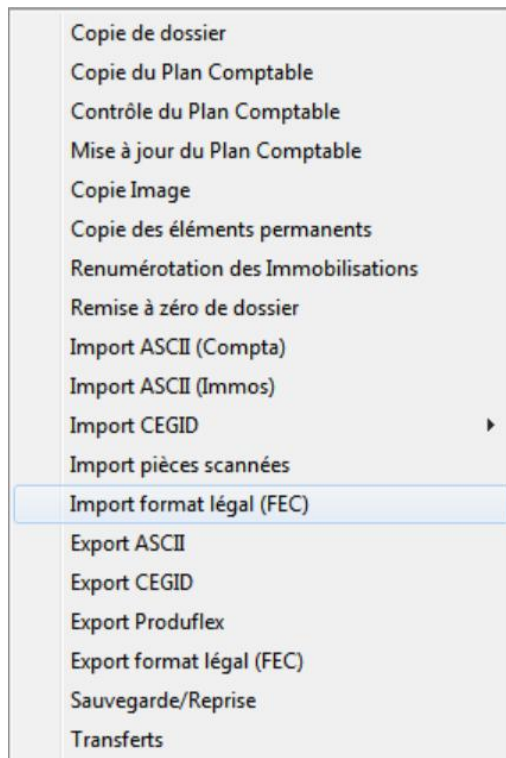 Copie de dossier
Copie du Plan Comptable
Contrôle du Plan Comptable
Mise à jour du Plan Comptable
Copie Image
Copie des éléments permanents
Renumérotation des Immobilisations
Remise à zéro de dossier
Import ASCII (Compta)
Import ASCII (Immos)
Import CEGID
Import pièces scannées
Import format légal (FEC)
Export ASCII
Export CEGID
Export Produflex
Export format légal (FEC)
Sauvegarde/Reprise
Transferts